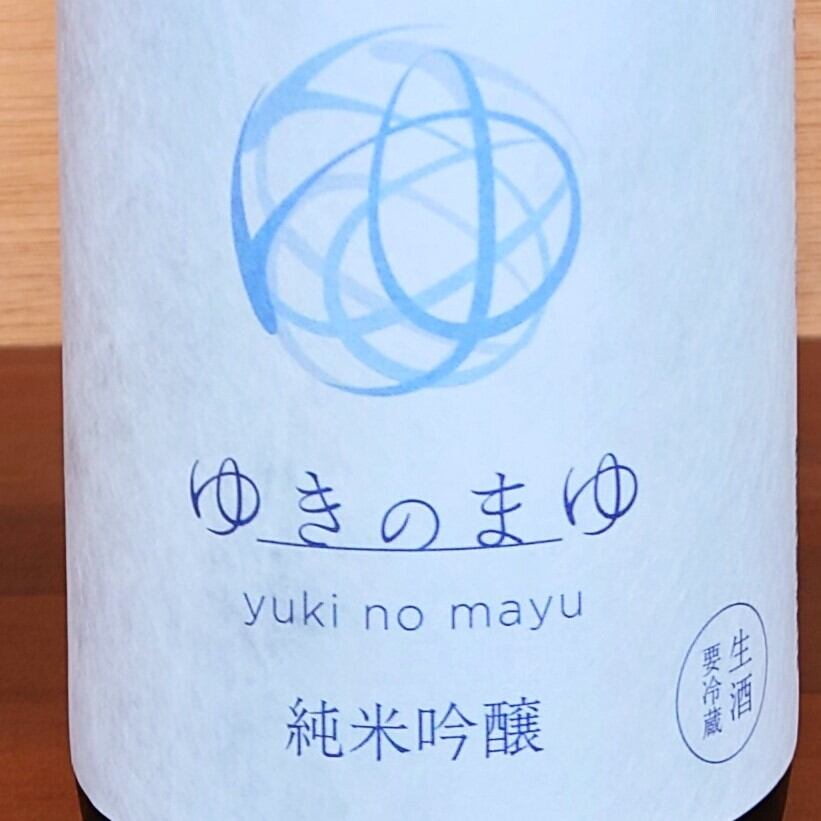 ゆきのまゆ
yuki no mayu
純米吟醸
生酒
要冷蔵